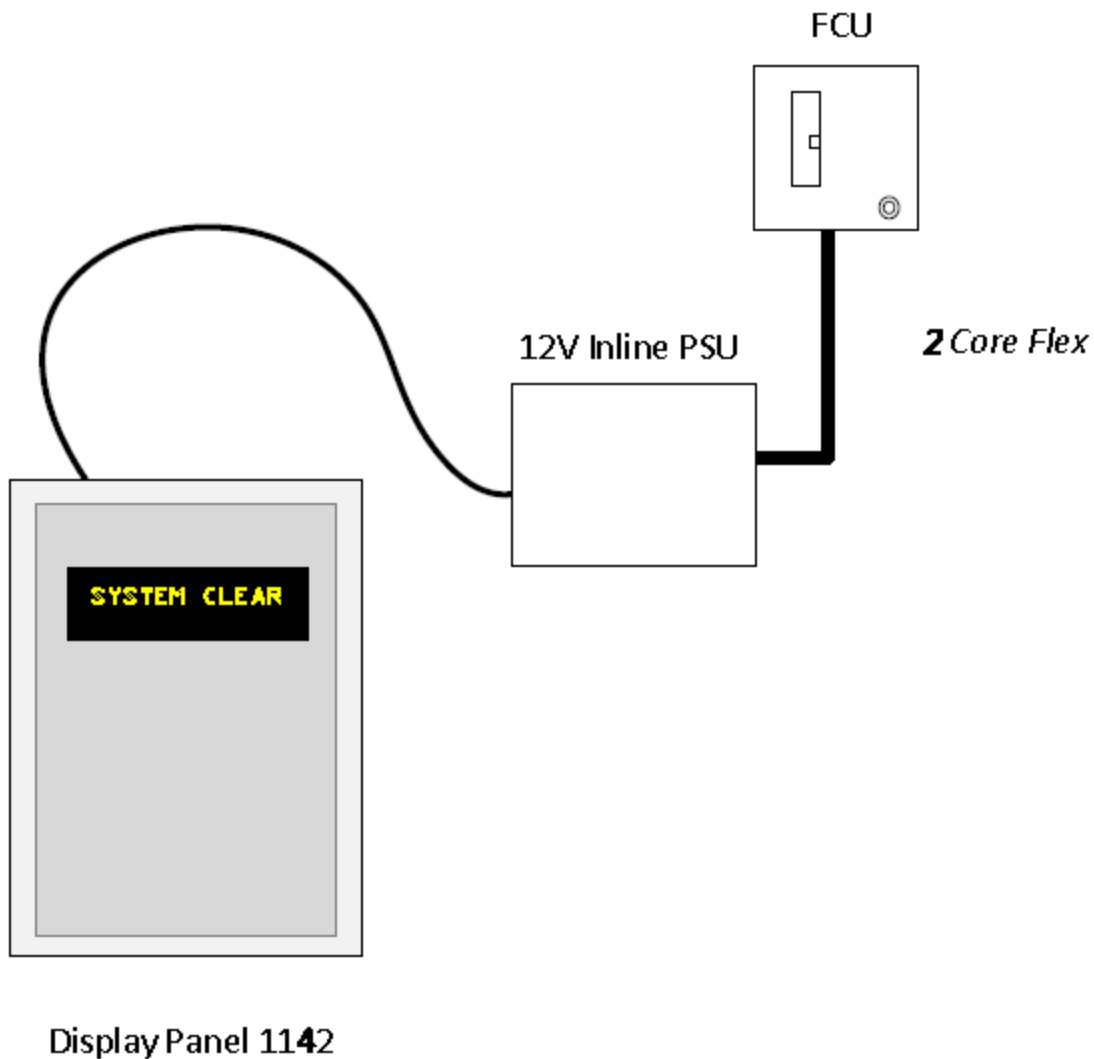 FCU
12V Inline PSU
2 Core Flex
SYSTEM CLEAR
Display Panel 1142